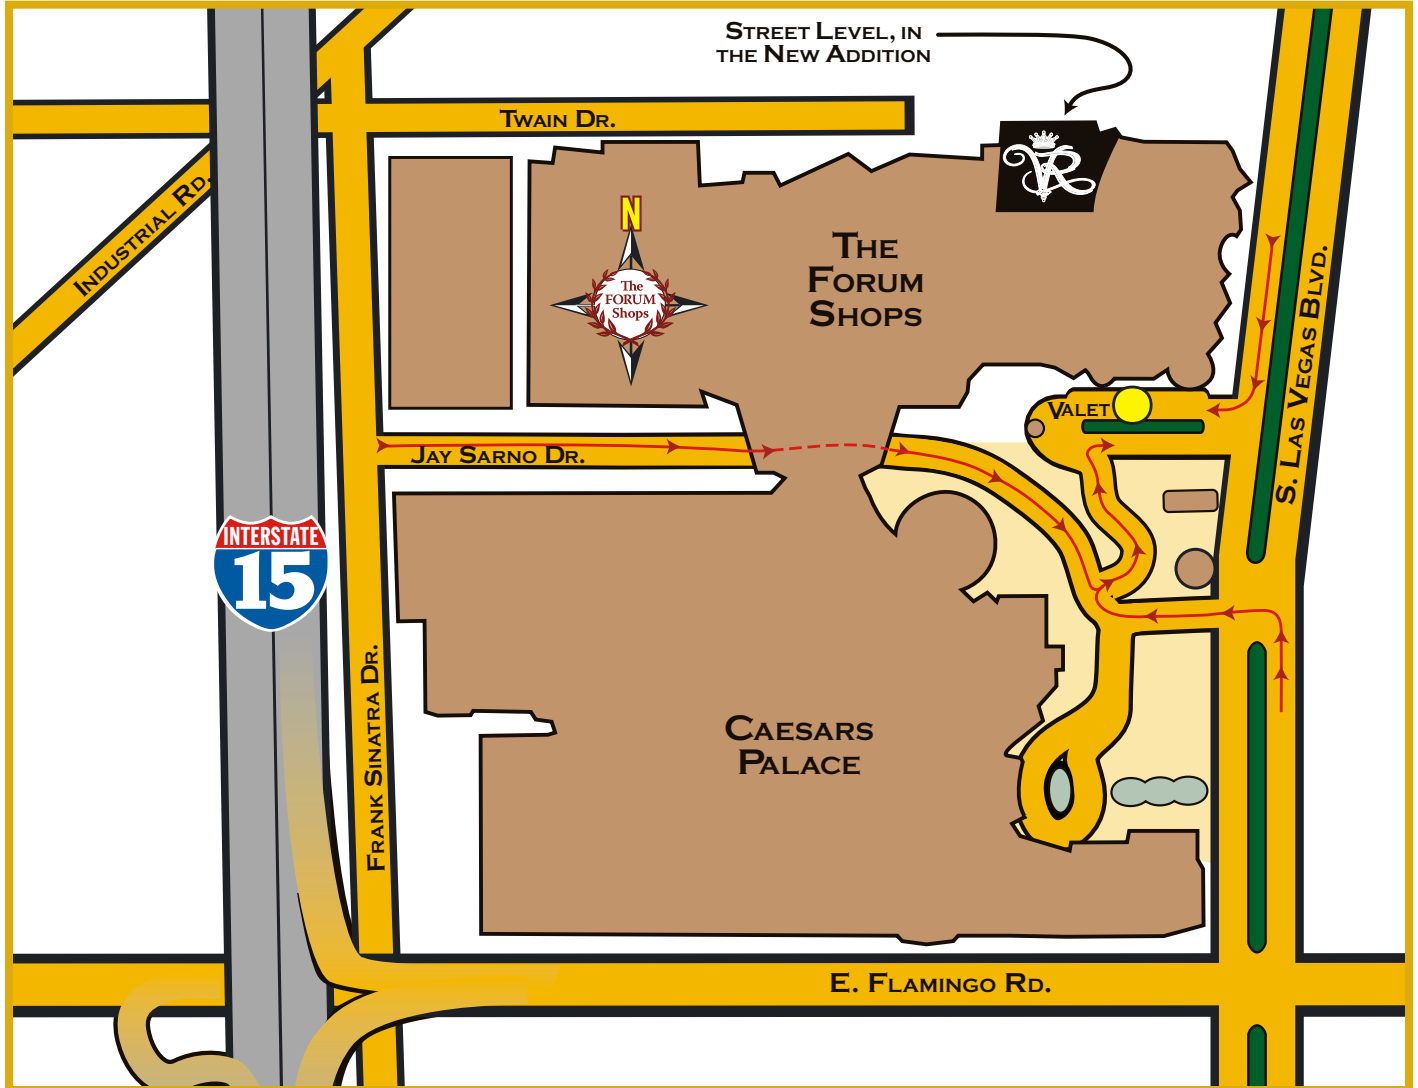 Street Level, in
the New Addition
Twain Dr.
Industrial Rd.
VR
N
The
FORUM
Shops
The
Forum
Shops
S. Las Vegas Blvd.
Valet
Jay Sarno Dr.
INTERSTATE
15
Frank Sinatra Dr.
Caesars
Palace
E. Flamingo Rd.